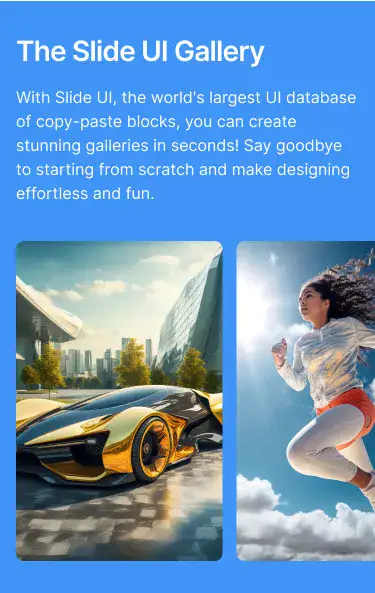 The Slide UI Gallery
With Slide UI, the world's largest UI database
of copy-paste blocks, you can create
stunning galleries in seconds! Say goodbye
to starting from scratch and make designing
effortless and fun.